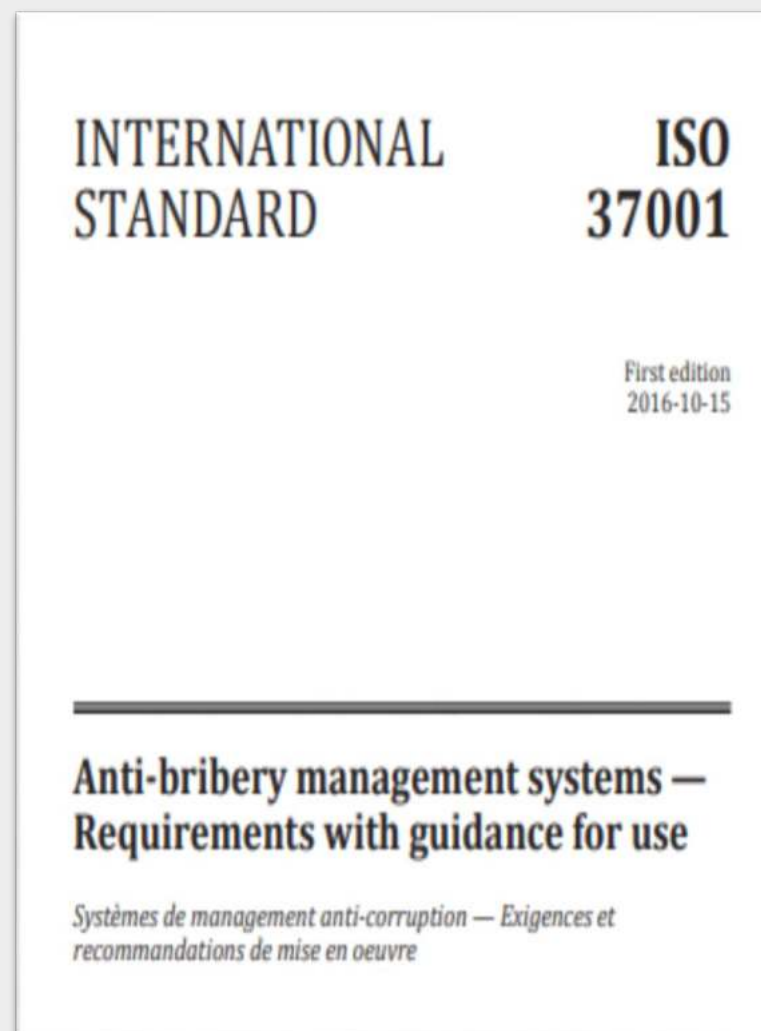 INTERNATIONAL
STANDARD
ISO
37001
First edition
2016-10-15
Anti-bribery management systems —
Requirements with guidance for use
Systèmes de management anti-corruption — Exigences et
recommandations de mise en oeuvre